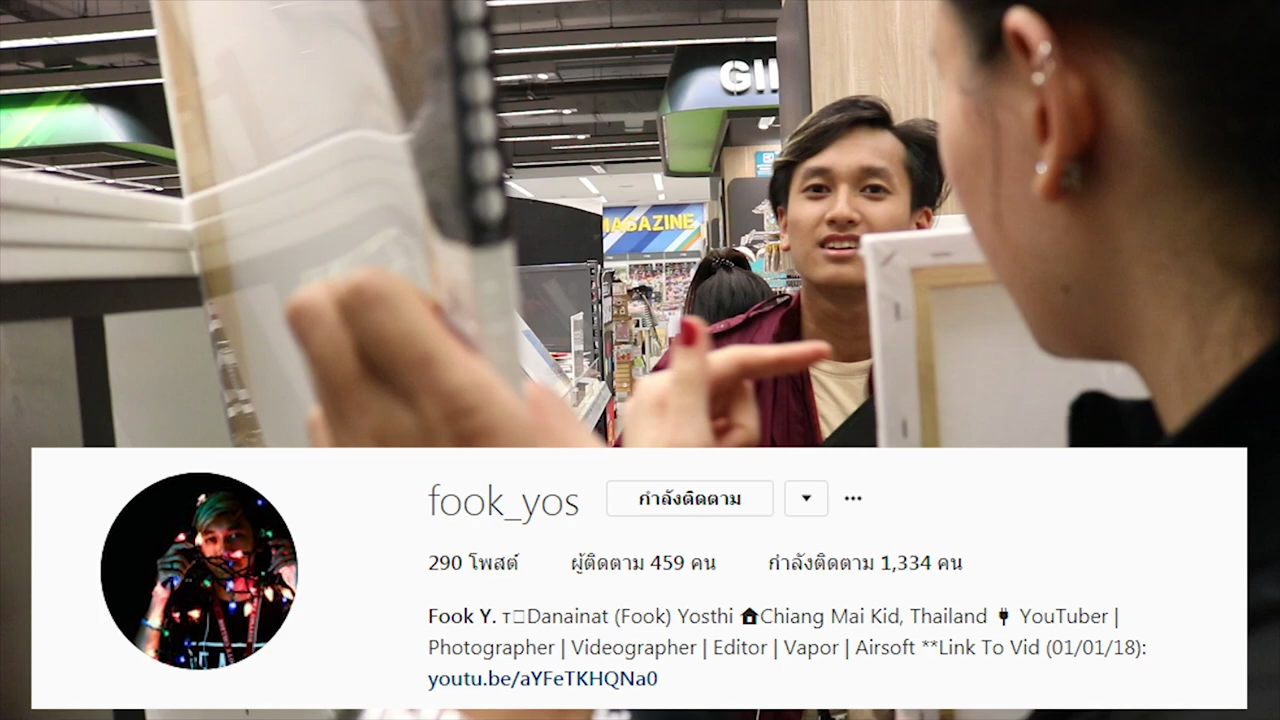 GI
MAGAZINE
fook_yos กำลังติดตาม
290 โพสต์ ผู้ติดตาม 459 คน กำลังติดตาม 1,334 คน
Fook Y. т□Danainat (Fook) Yosthi Chiang Mai Kid, Thailand YouTuber |
Photographer | Videographer | Editor | Vapor | Airsoft **Link To Vid (01/01/18):
youtu.be/aYFeTKHQNa0